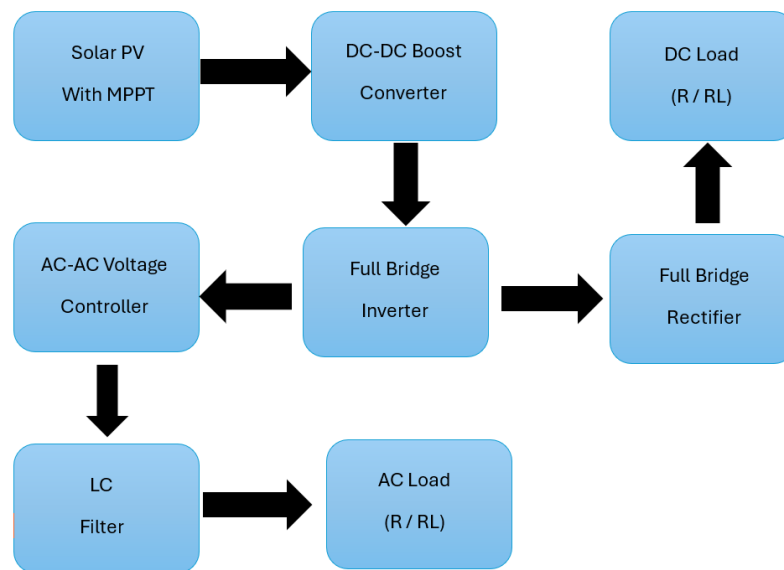 Solar PV
With MPPT
DC-DC Boost
Converter
DC Load
(R / RL)
AC-AC Voltage
Controller
Full Bridge
Inverter
Full Bridge
Rectifier
LC
Filter
AC Load
(R / RL)